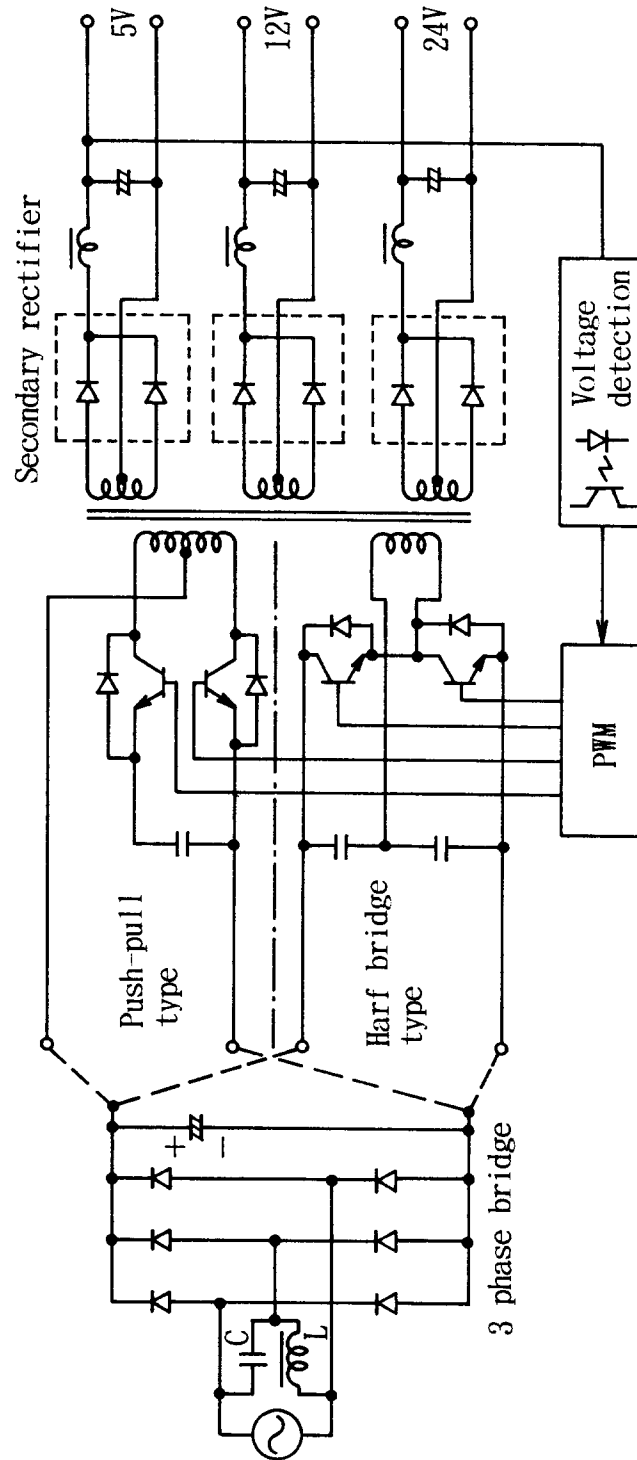 Secondary rectifier
5V
12V
24V
Push-pull
type
Harf bridge
type
+
−
C
L
3 phase bridge
PWM
Voltage
detection